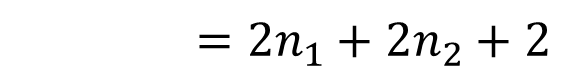 = 2n₁ + 2n₂ + 2